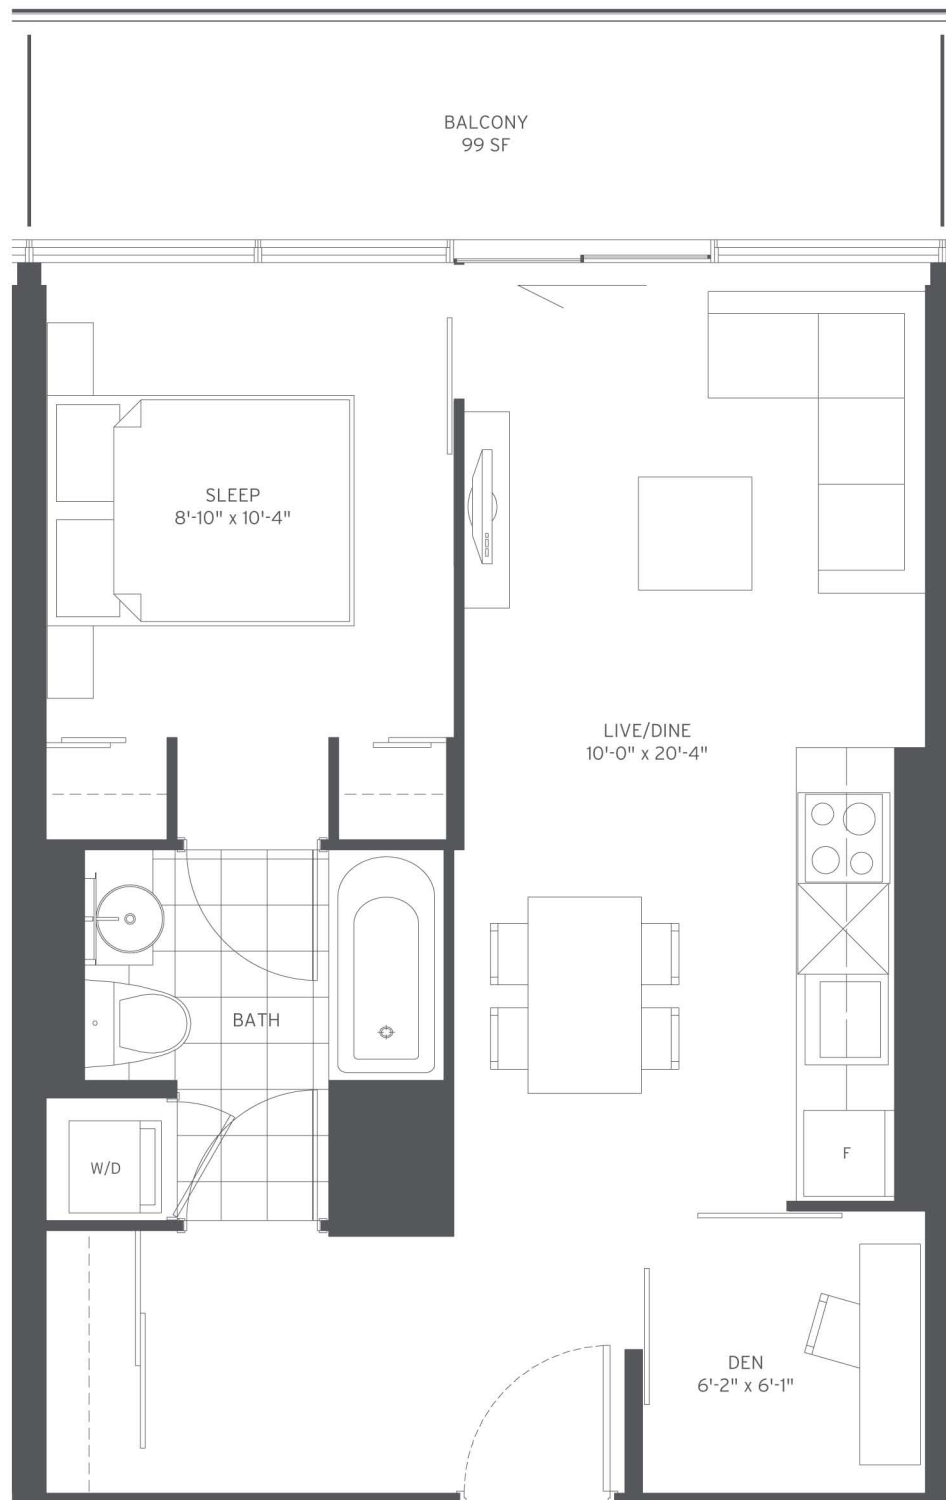 BALCONY
99 SF
SLEEP
8'-10" x 10'-4"
LIVE/DINE
10'-0" x 20'-4"
BATH
W/D
F
DEN
6'-2" x 6'-1"